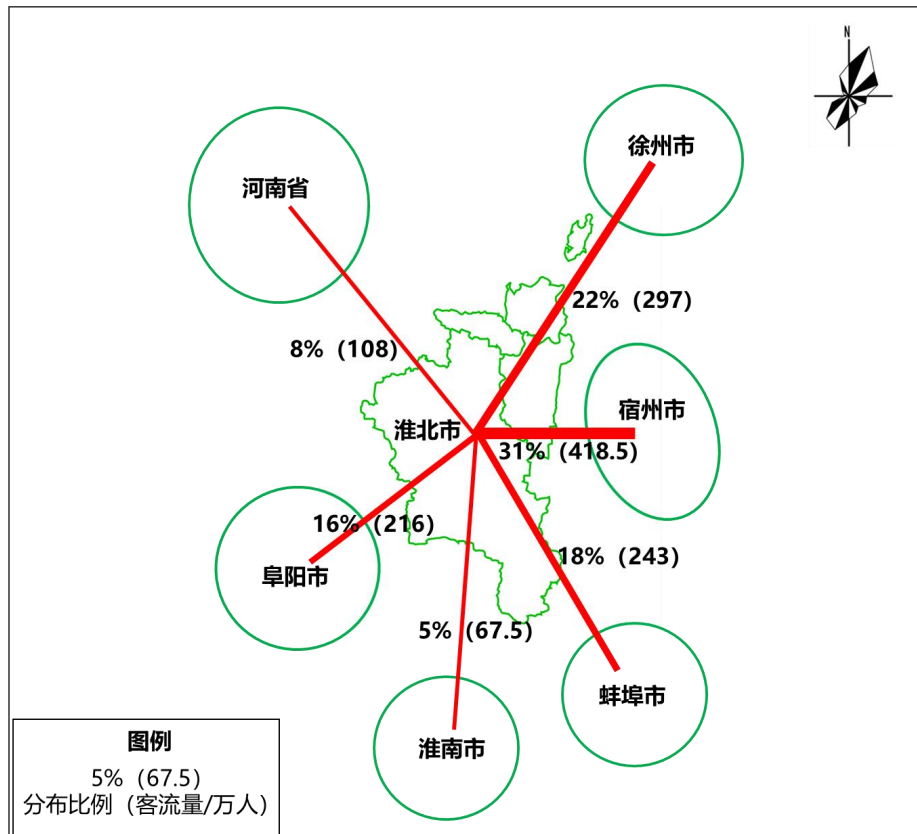 N
徐州市
河南省
22%（297）
8%（108）
宿州市
淮北市
31%（418.5）
16%（216）
18%（243）
阜阳市
5%（67.5）
蚌埠市
淮南市
图例
5%（67.5）
分布比例（客流量/万人）